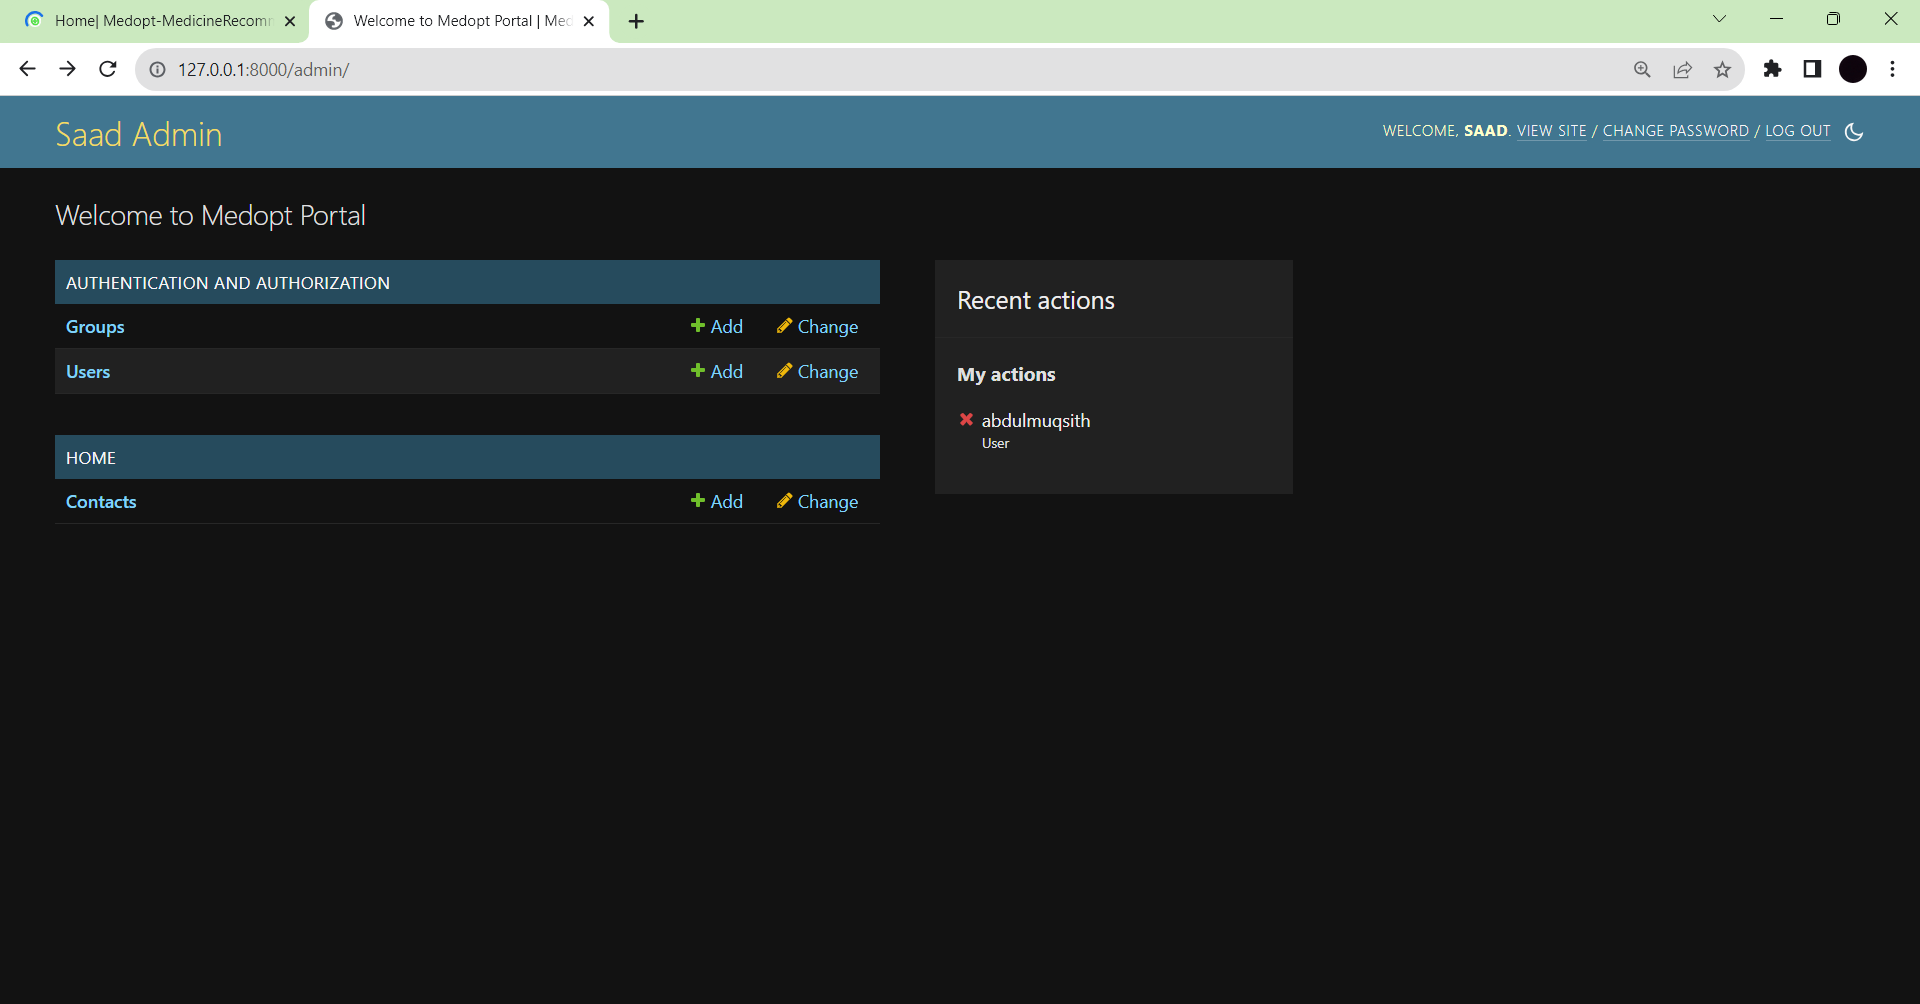 Home| Medopt-MedicineRecom
Welcome to Medopt Portal | Med
127.0.0.1:8000/admin/
Saad Admin
WELCOME, SAAD. VIEW SITE / CHANGE PASSWORD / LOG OUT
Welcome to Medopt Portal
AUTHENTICATION AND AUTHORIZATION
Groups Add Change
Users Add Change
HOME
Contacts Add Change
Recent actions
My actions
abdulmuqsith
User